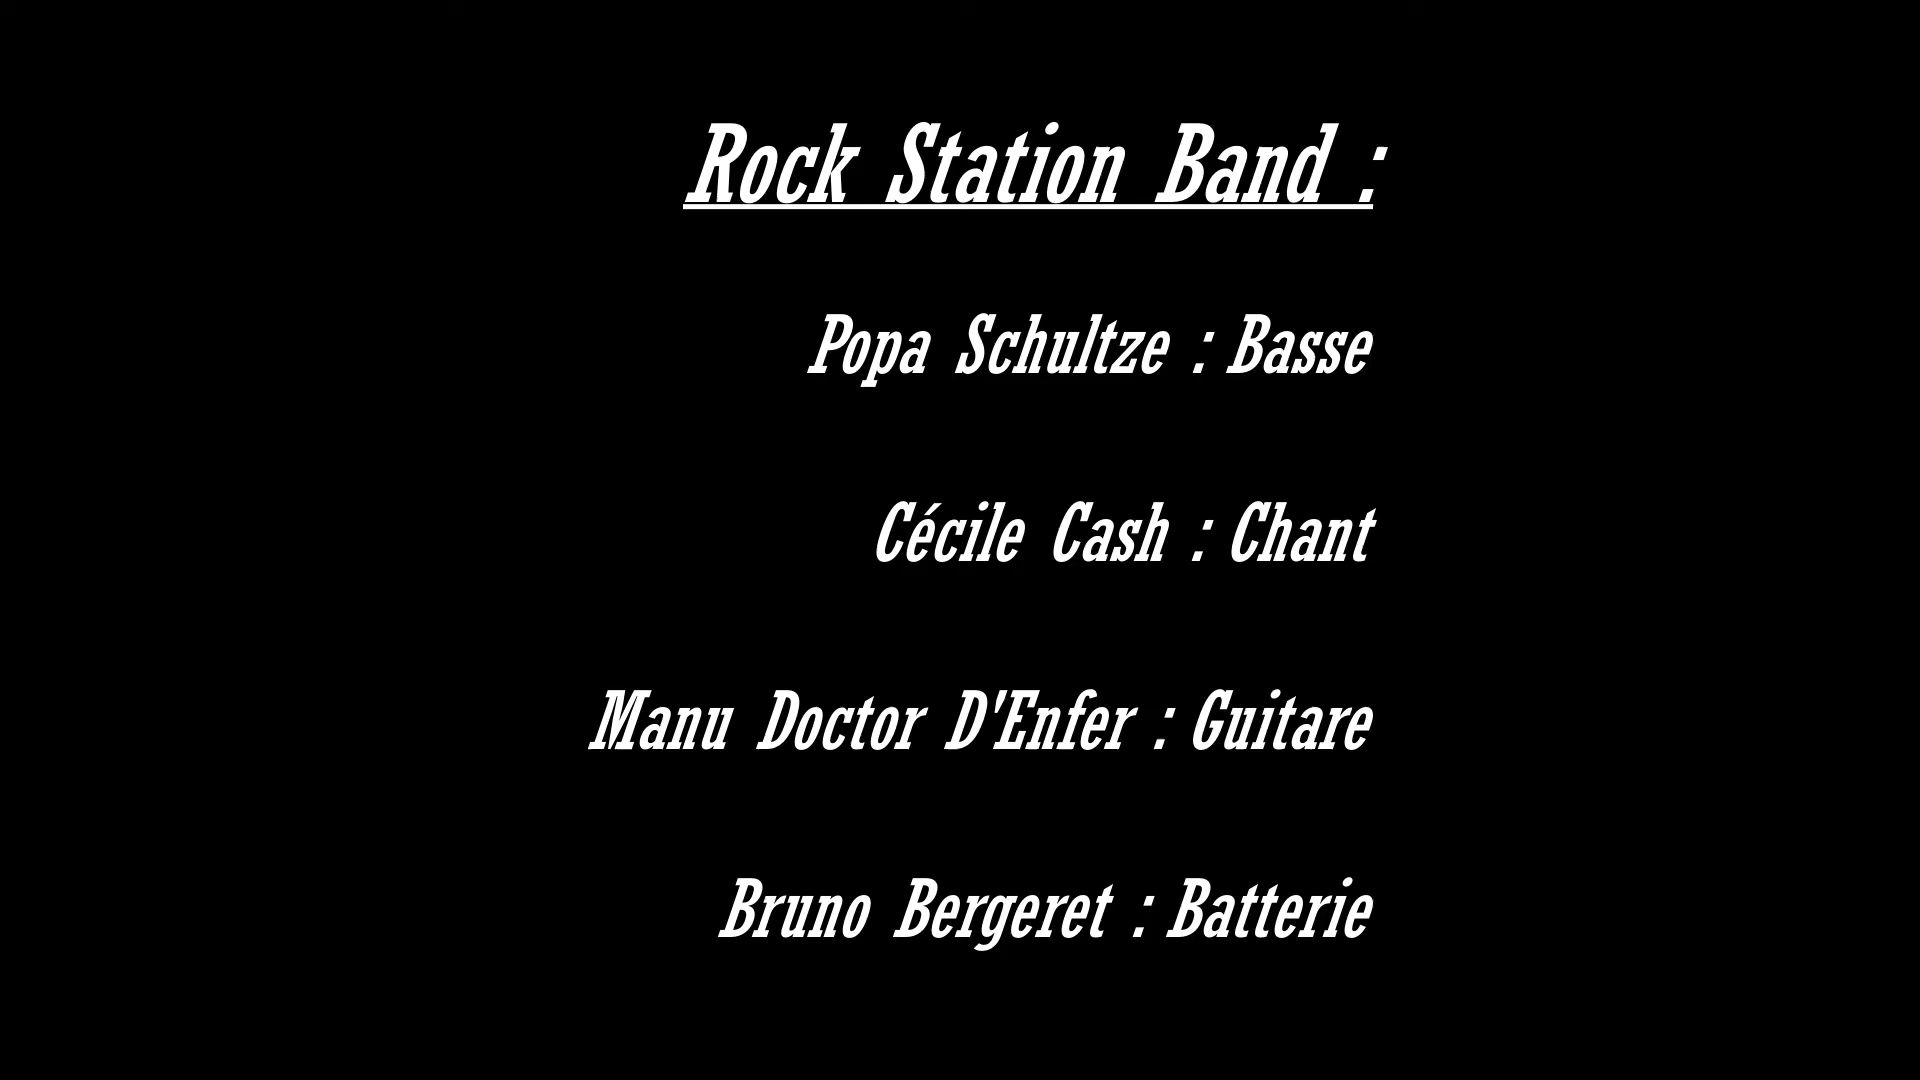 Rock Station Band :
Popa Schultze : Basse
Cécile Cash : Chant
Manu Doctor D'Enfer : Guitare
Bruno Bergeret : Batterie